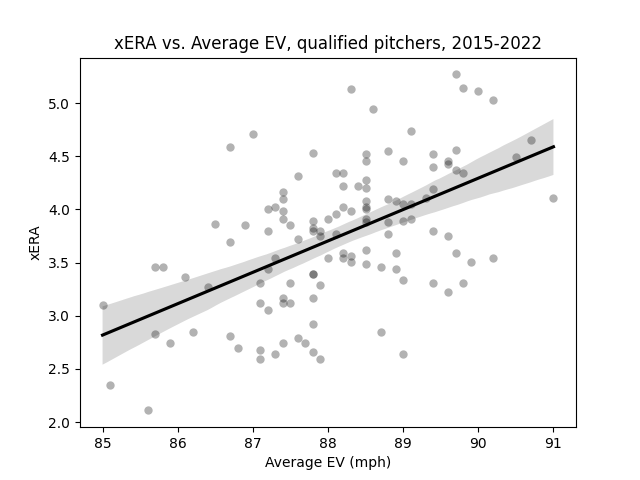 xERA vs. Average EV, qualified pitchers, 2015-2022
5.0
4.5
4.0
3.5
3.0
2.5
2.0
xERA
85 86 87 88 89 90 91
Average EV (mph)